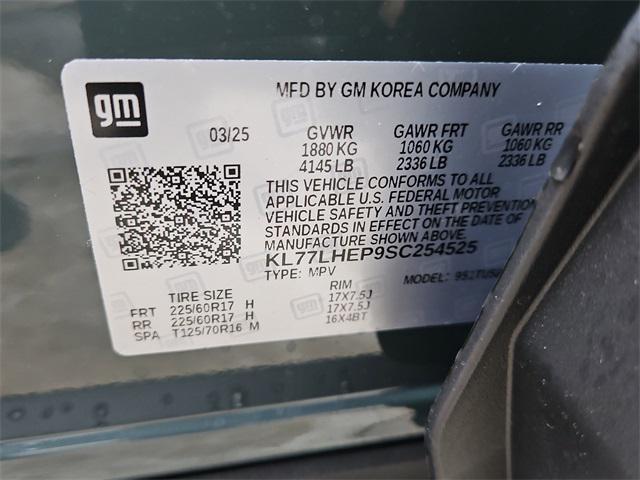 gm
MFD BY GM KOREA COMPANY
03/25 GVWR GAWR FRT GAWR RR
1880 KG 1060 KG 1060 KG
4145 LB 2336 LB 2336 LB
THIS VEHICLE CONFORMS TO ALL
APPLICABLE U.S. FEDERAL MOTOR
VEHICLE SAFETY AND THEFT PREVENTION
STANDARDS IN EFFECT ON THE DATE OF
MANUFACTURE SHOWN ABOVE.
KL77LHEP9SC254525
TYPE: MPV MODEL:
TIRE SIZE RIM
FRT 225/60R17 H 17X7.5J
RR 225/60R17 H 17X7.5J
SPA T125/70R16 M 16X4BT